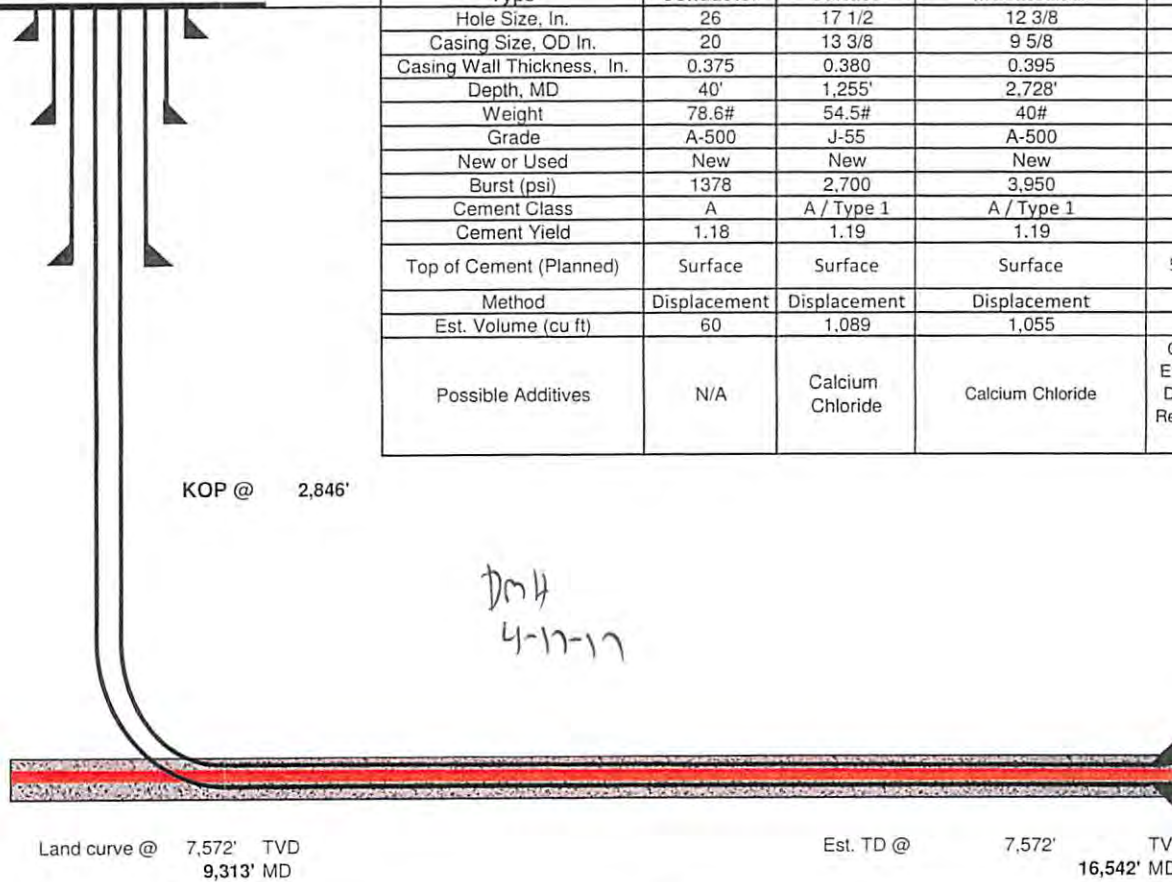 Hole Size, In. 26 17 1/2 12 3/8
Casing Size, OD In. 20 13 3/8 9 5/8
Casing Wall Thickness, In. 0.375 0.380 0.395
Depth, MD 40' 1,255' 2,728'
Weight 78.6# 54.5# 40#
Grade A-500 J-55 A-500
New or Used New New New
Burst (psi) 1378 2,700 3,950
Cement Class A A / Type 1 A / Type 1
Cement Yield 1.18 1.19 1.19
Top of Cement (Planned) Surface Surface Surface
Method Displacement Displacement Displacement
Est. Volume (cu ft) 60 1,089 1,055
Possible Additives N/A Calcium Chloride Calcium Chloride
KOP @ 2,846'
DmH
4-17-17
Land curve @ 7,572' TVD
9,313' MD
Est. TD @ 7,572' TV
16,542' MD